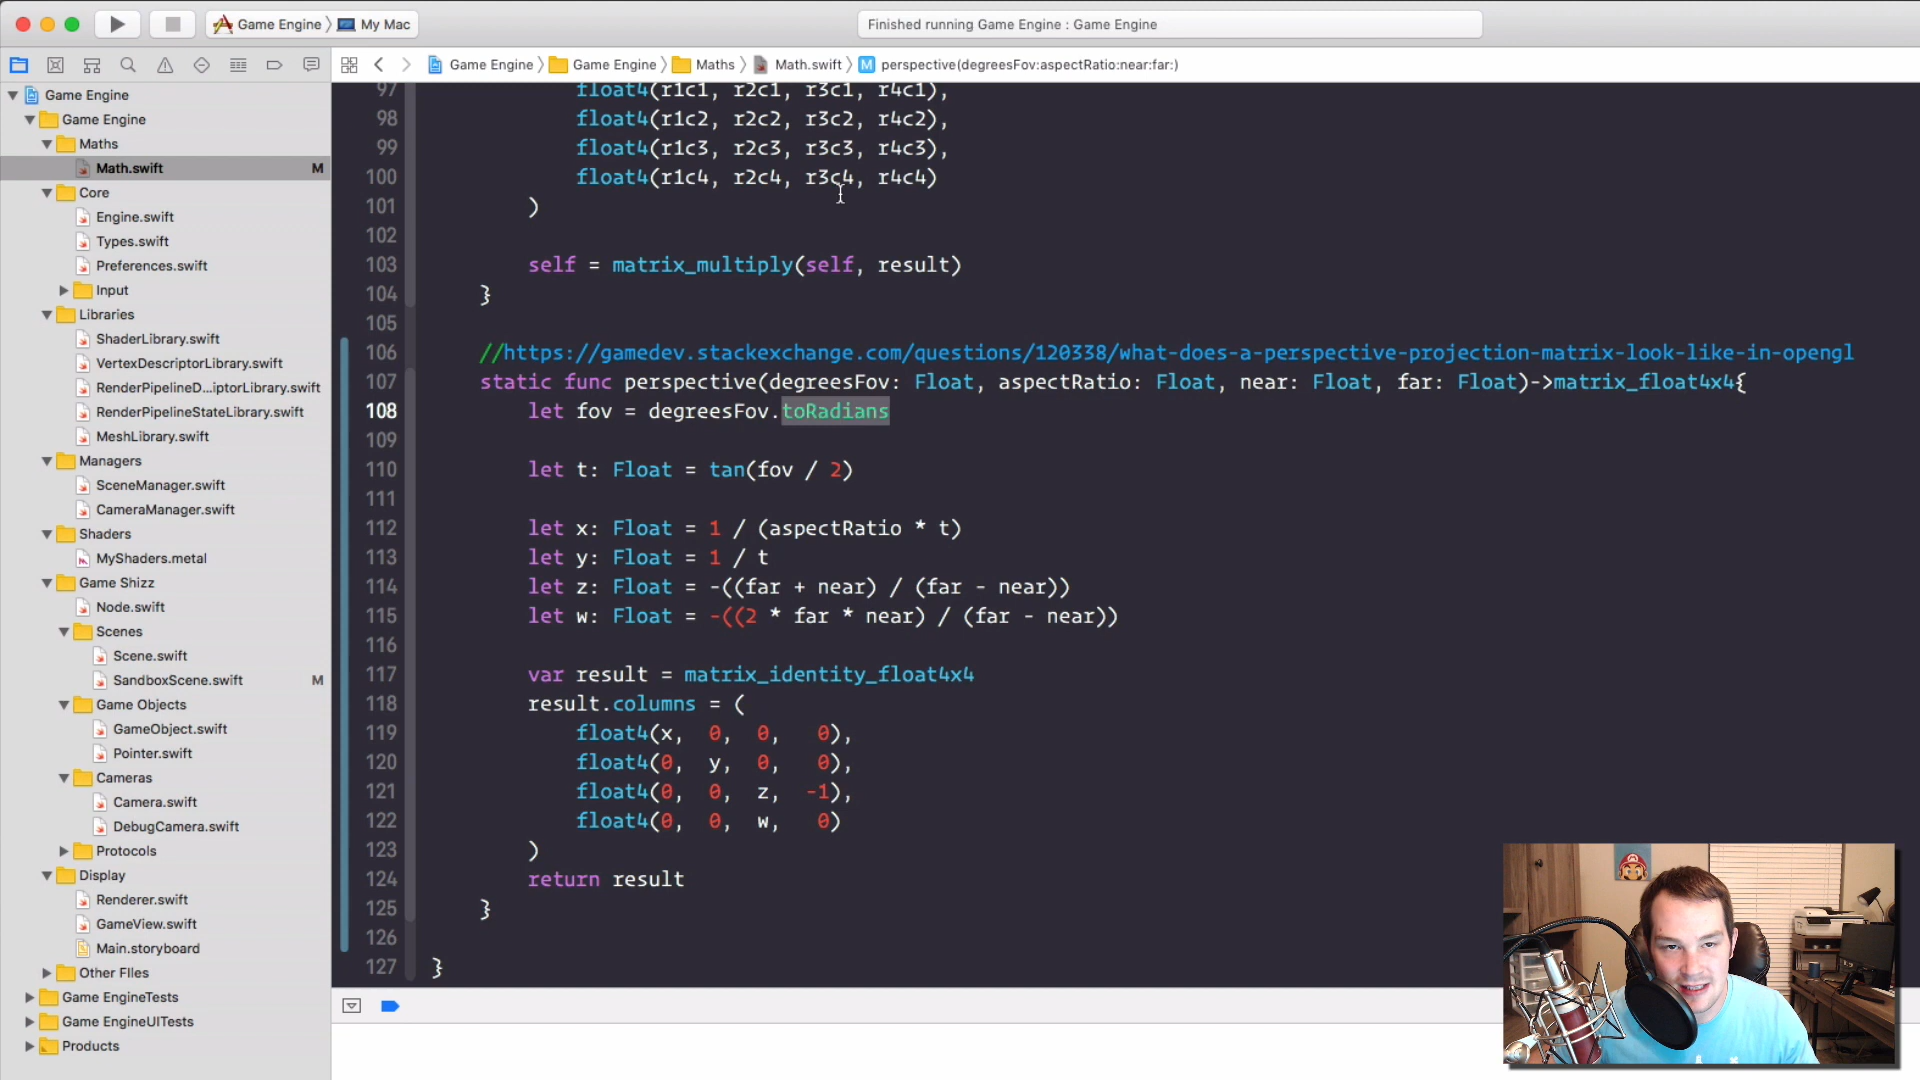 Game Engine
My Mac
Finished running Game Engine : Game Engine
Game Engine
Game Engine
Maths
Math.swift
M perspective(degreesFov:aspectRatio:near:far:)
Game Engine
Game Engine
Maths
Math.swift M
Core
Engine.swift
Types.swift
Preferences.swift
Input
Libraries
ShaderLibrary.swift
VertexDescriptorLibrary.swift
RenderPipelineD...iptorLibrary.swift
RenderPipelineStateLibrary.swift
MeshLibrary.swift
Managers
SceneManager.swift
CameraManager.swift
Shaders
MyShaders.metal
Game Shizz
Node.swift
Scenes
Scene.swift
SandboxScene.swift M
Game Objects
GameObject.swift
Pointer.swift
Cameras
Camera.swift
DebugCamera.swift
Protocols
Display
Renderer.swift
GameView.swift
Main.storyboard
Other FIles
Game EngineTests
Game EngineUITests
Products
97 float4(r1c1, r2c1, r3c1, r4c1),
98 float4(r1c2, r2c2, r3c2, r4c2),
99 float4(r1c3, r2c3, r3c3, r4c3),
100 float4(r1c4, r2c4, r3c4, r4c4)
101 )
102
103 self = matrix_multiply(self, result)
104 }
105
106 //https://gamedev.stackexchange.com/questions/120338/what-does-a-perspective-projection-matrix-look-like-in-opengl
107 static func perspective(degreesFov: Float, aspectRatio: Float, near: Float, far: Float)->matrix_float4x4{
108 let fov = degreesFov.toRadians
109
110 let t: Float = tan(fov / 2)
111
112 let x: Float = 1 / (aspectRatio * t)
113 let y: Float = 1 / t
114 let z: Float = -((far + near) / (far - near))
115 let w: Float = -((2 * far * near) / (far - near))
116
117 var result = matrix_identity_float4x4
118 result.columns = (
119 float4(x, 0, 0, 0),
120 float4(0, y, 0, 0),
121 float4(0, 0, z, -1),
122 float4(0, 0, w, 0)
123 )
124 return result
125 }
126
127 }